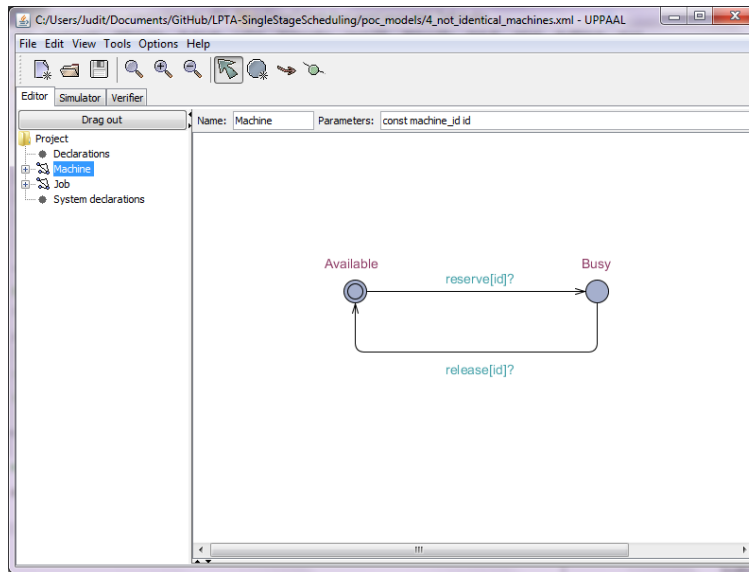 C:/Users/Judit/Documents/GitHub/LPTA-SingleStageScheduling/poc_models/4_not_identical_machines.xml - UPPAAL
File Edit View Tools Options Help
Editor Simulator Verifier
Drag out
Name: Machine Parameters: const machine_id id
Project
Declarations
Machine
Job
System declarations
Available Busy
reserve[id]?
release[id]?